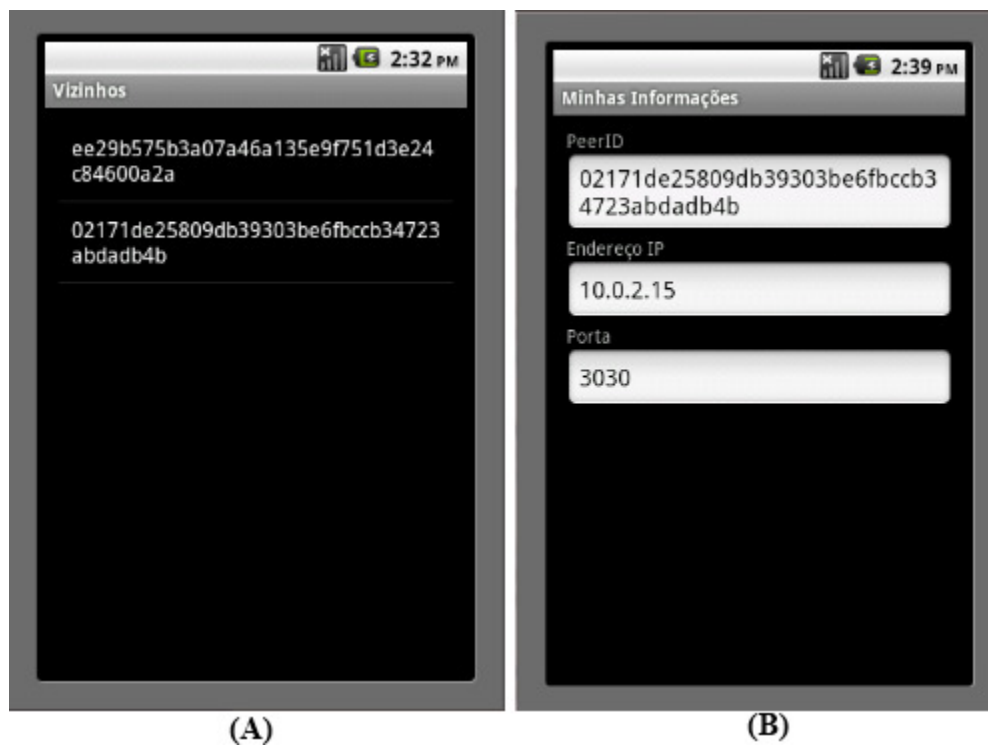 2:32 PM
Vizinhos
ee29b575b3a07a46a135e9f751d3e24
c84600a2a
02171de25809db39303be6fbccb34723
abdadb4b
(A)
2:39 PM
Minhas Informações
PeerID
02171de25809db39303be6fbccb3
4723abdadb4b
Endereço IP
10.0.2.15
Porta
3030
(B)